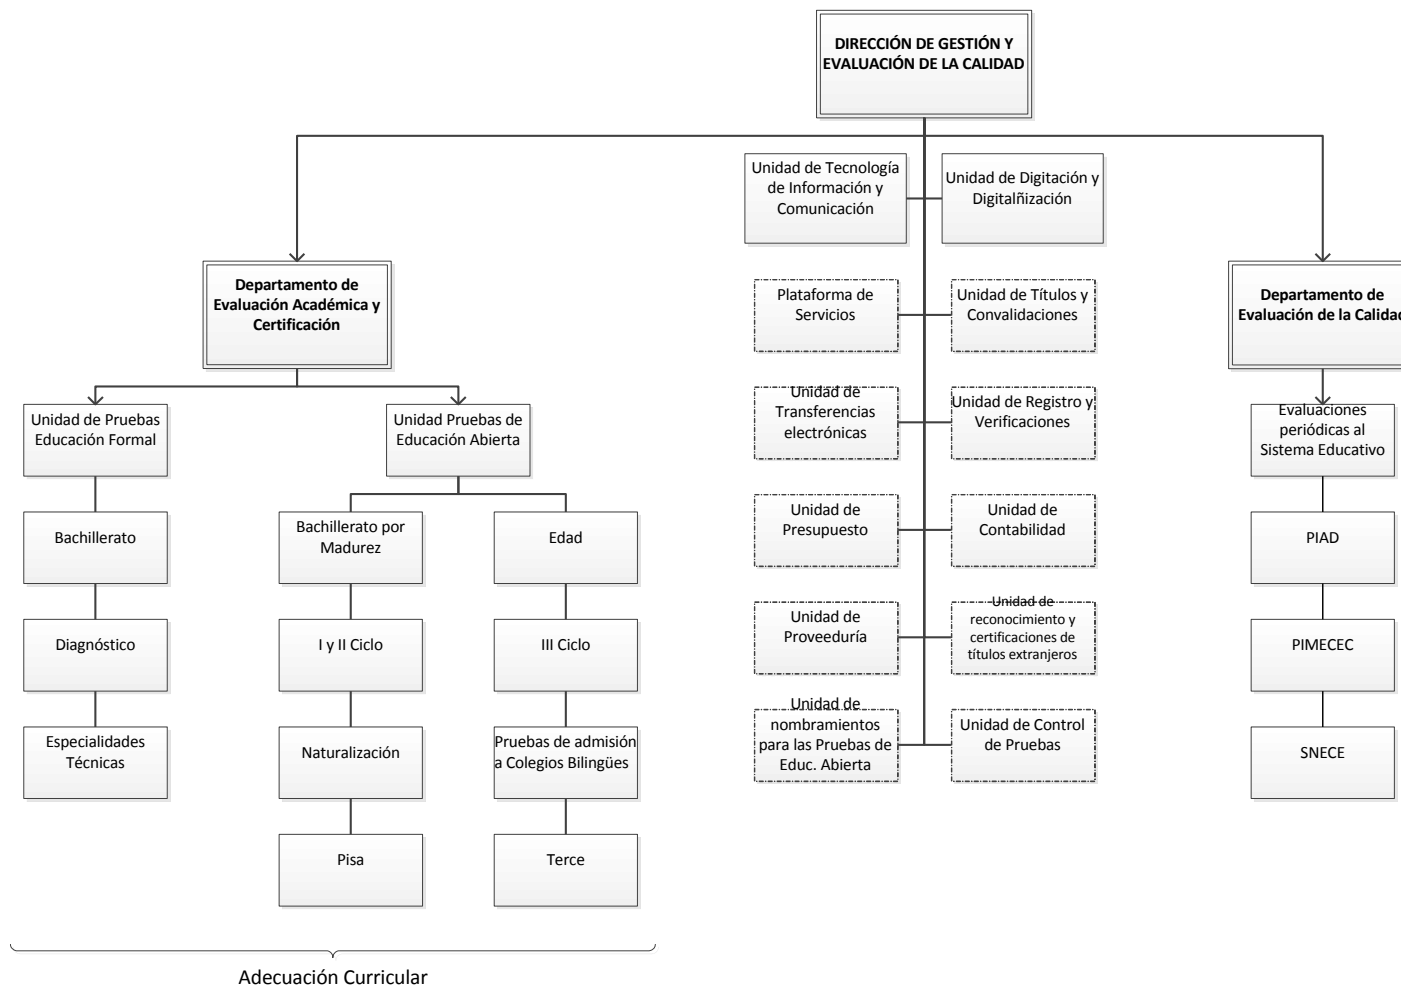 DIRECCIÓN DE GESTIÓN Y
EVALUACIÓN DE LA CALIDAD
Unidad de Tecnología
de Información y
Comunicación
Unidad de Digitación y
Digitalñización
Departamento de
Evaluación Académica y
Certificación
Plataforma de
Servicios
Unidad de Títulos y
Convalidaciones
Departamento de
Evaluación de la Calidad
Unidad de Pruebas
Educación Formal
Unidad Pruebas de
Educación Abierta
Unidad de
Transferencias
electrónicas
Unidad de Registro y
Verificaciones
Evaluaciones
periódicas al
Sistema Educativo
Bachillerato
Bachillerato por
Madurez
Edad
Unidad de
Presupuesto
Unidad de
Contabilidad
PIAD
Diagnóstico
I y II Ciclo
III Ciclo
Unidad de
Proveeduría
Unidad de
reconocimiento y
certificaciones de
títulos extranjeros
PIMECEC
Especialidades
Técnicas
Naturalización
Pruebas de admisión
a Colegios Bilingües
Unidad de
nombramientos
para las Pruebas de
Educ. Abierta
Unidad de Control
de Pruebas
SNECE
Pisa
Terce
Adecuación Curricular